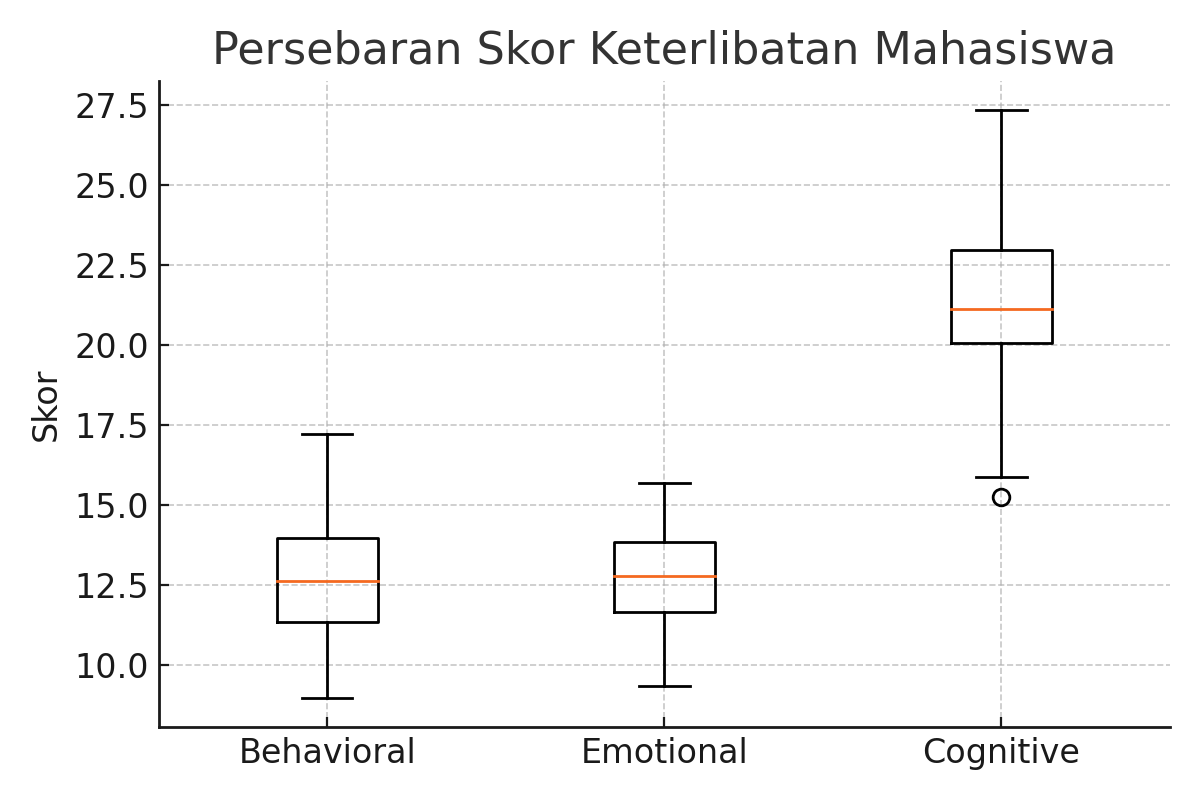 Persebaran Skor Keterlibatan Mahasiswa
27.5
25.0
22.5
20.0
17.5
15.0
12.5
10.0
Skor
Behavioral
Emotional
Cognitive